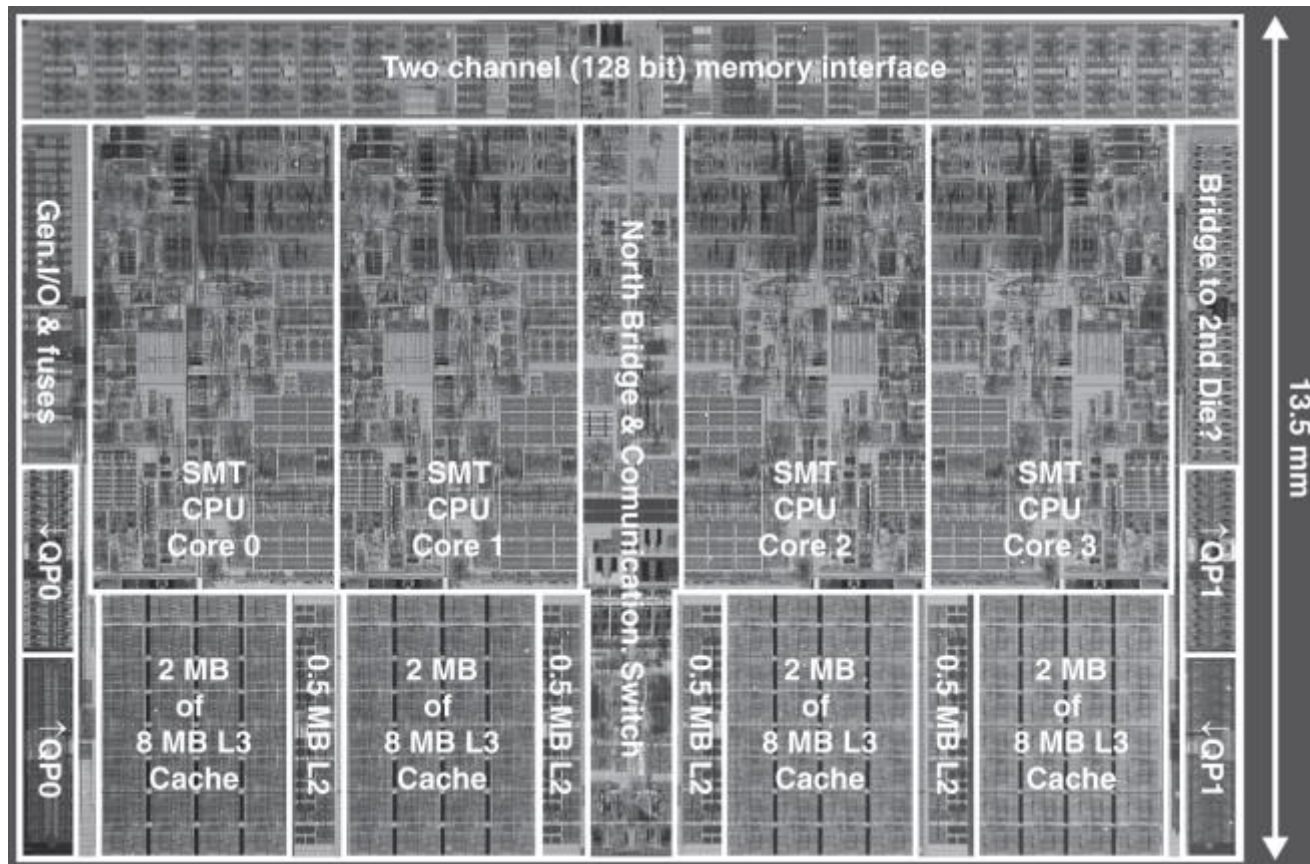 Two channel (128 bit) memory interface
Gen.I/O & fuses
SMT
CPU
Core 0
SMT
CPU
Core 1
North Bridge & Communication. Switch
SMT
CPU
Core 2
SMT
CPU
Core 3
Bridge to 2nd Die?
13.5 mm
↓QP0
↑QP1
2 MB
of
8 MB L3
Cache
0.5 MB L2
2 MB
of
8 MB L3
Cache
0.5 MB L2
0.5 MB L2
2 MB
of
8 MB L3
Cache
0.5 MB L2
2 MB
of
8 MB L3
Cache
↑QP0
↓QP1